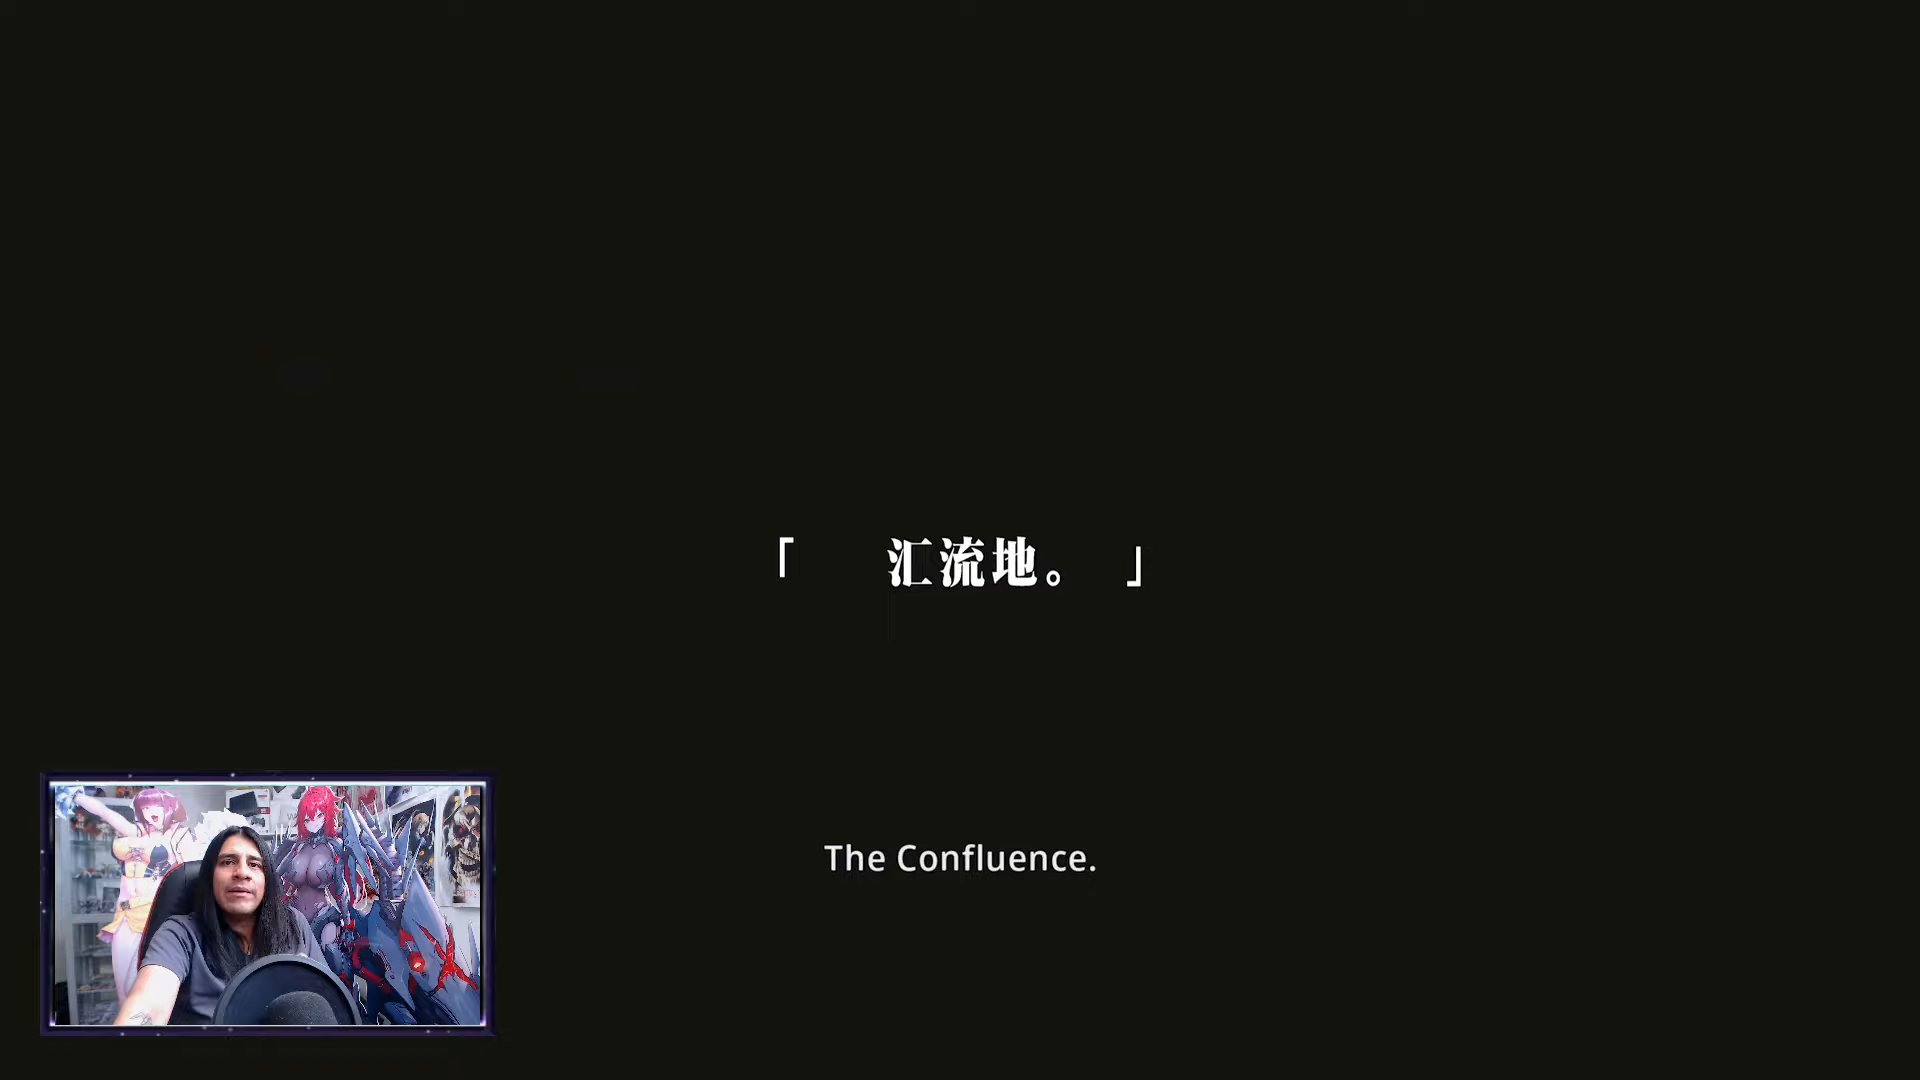 「 汇流地。 」
The Confluence.